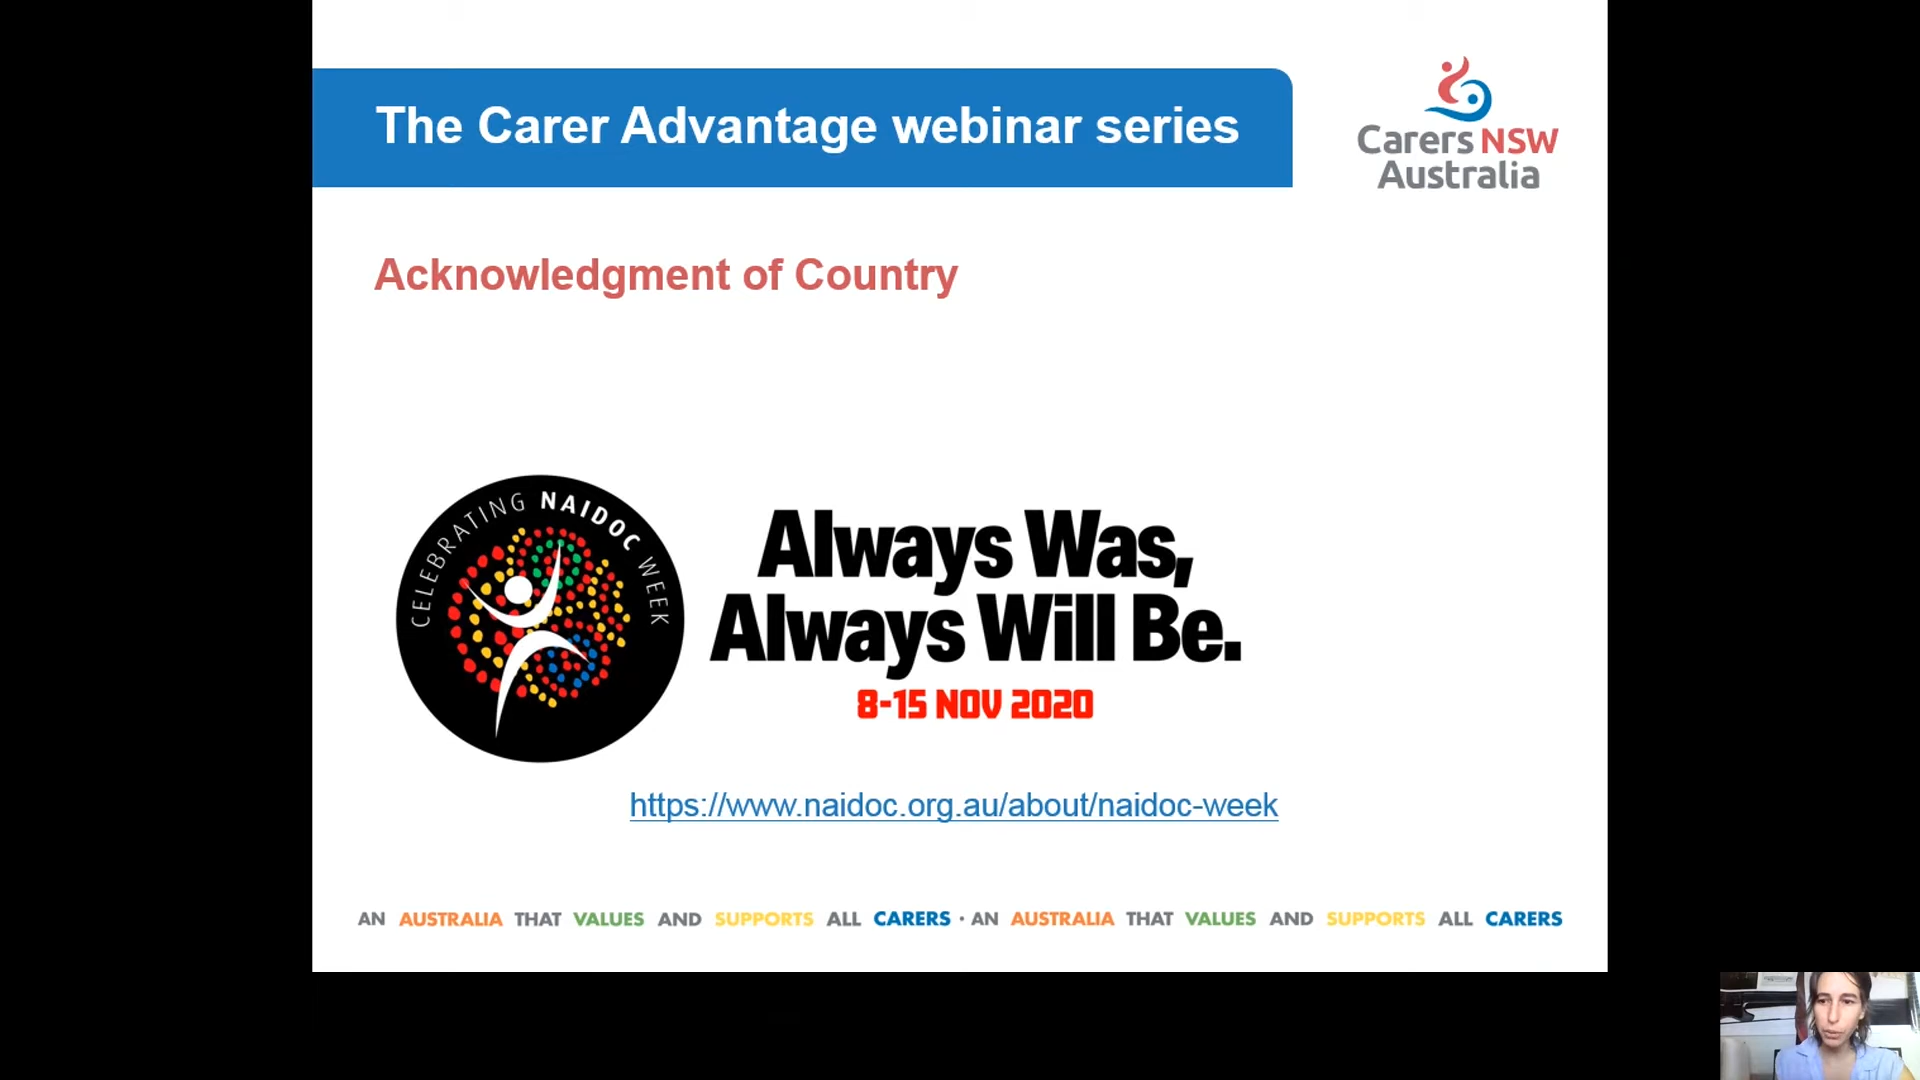 The Carer Advantage webinar series
Carers NSW
Australia
Acknowledgment of Country
CELEBRATING NAIDOC WEEK
Always Was,
Always Will Be.
8-15 NOV 2020
https://www.naidoc.org.au/about/naidoc-week
AN AUSTRALIA THAT VALUES AND SUPPORTS ALL CARERS · AN AUSTRALIA THAT VALUES AND SUPPORTS ALL CARERS